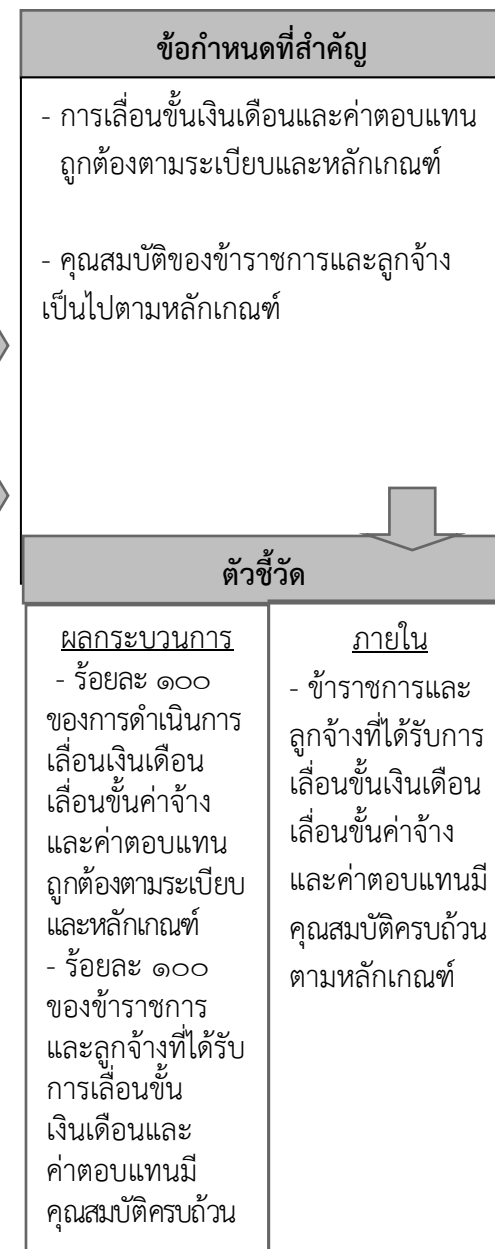 ข้อกำหนดที่สำคัญ
- การเลื่อนขั้นเงินเดือนและค่าตอบแทน
ถูกต้องตามระเบียบและหลักเกณฑ์
- คุณสมบัติของข้าราชการและลูกจ้าง
เป็นไปตามหลักเกณฑ์
ตัวชี้วัด
ผลกระบวนการ
- ร้อยละ ๑๐๐
ของการดำเนินการ
เลื่อนเงินเดือน
เลื่อนขั้นค่าจ้าง
และค่าตอบแทน
ถูกต้องตามระเบียบ
และหลักเกณฑ์
- ร้อยละ ๑๐๐
ของข้าราชการ
และลูกจ้างที่ได้รับ
การเลื่อนขั้น
เงินเดือนและ
ค่าตอบแทนมี
คุณสมบัติครบถ้วน
ภายใน
- ข้าราชการและ
ลูกจ้างที่ได้รับการ
เลื่อนขั้นเงินเดือน
เลื่อนขั้นค่าจ้าง
และค่าตอบแทนมี
คุณสมบัติครบถ้วน
ตามหลักเกณฑ์